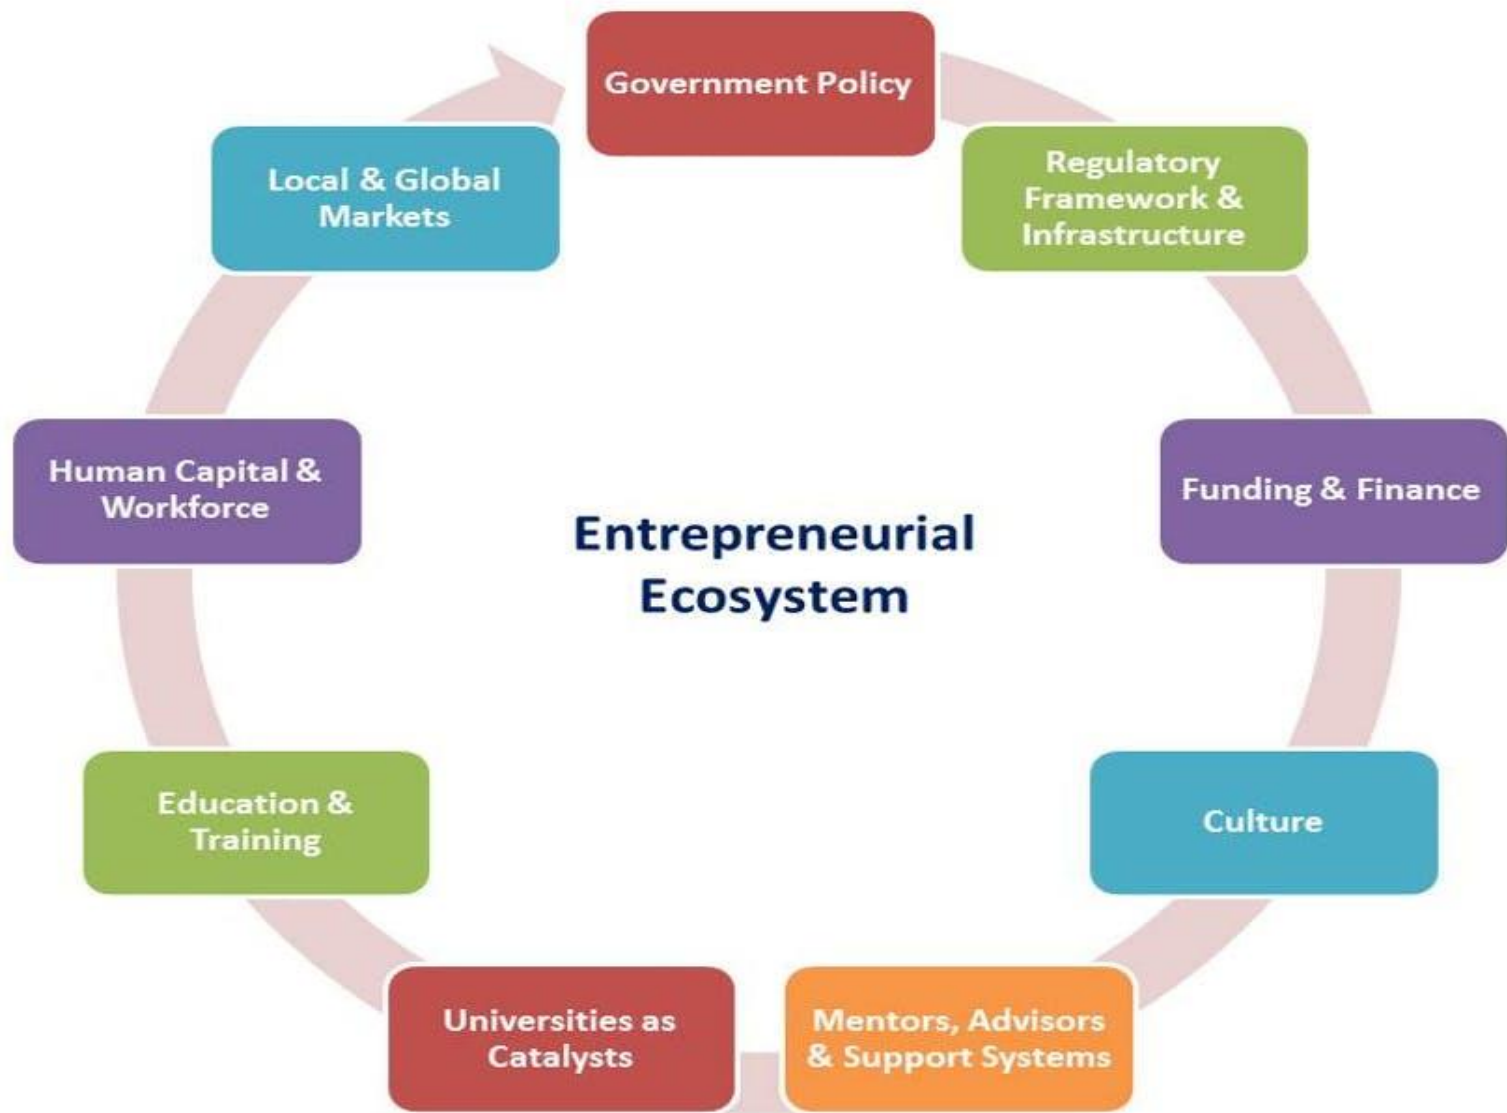 Government Policy
Regulatory
Framework &
Infrastructure
Funding & Finance
Culture
Mentors, Advisors
& Support Systems
Universities as
Catalysts
Education &
Training
Human Capital &
Workforce
Local & Global
Markets
Entrepreneurial
Ecosystem